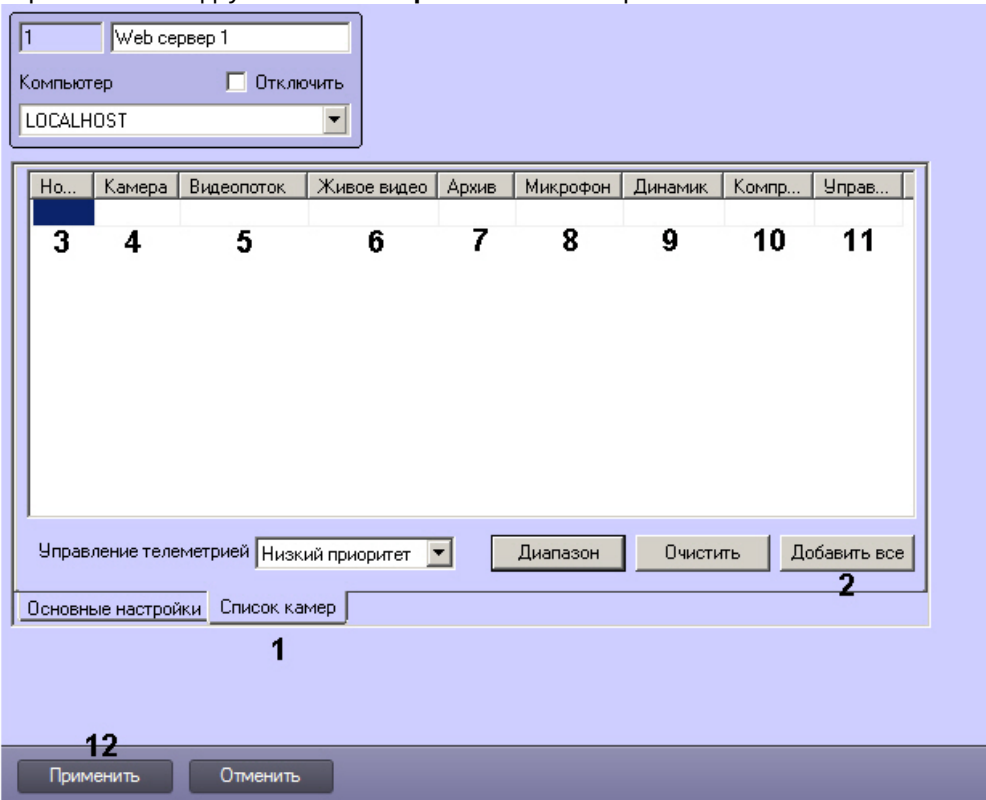 1 Web сервер 1
Компьютер Отключить
LOCALHOST
Но... Камера Видеопоток Живое видео Архив Микрофон Динамик Компр... Управ...
3 4 5 6 7 8 9 10 11
Управление телеметрией Низкий приоритет Диапазон Очистить Добавить все
2
Основные настройки Список камер
1
12
Применить Отменить